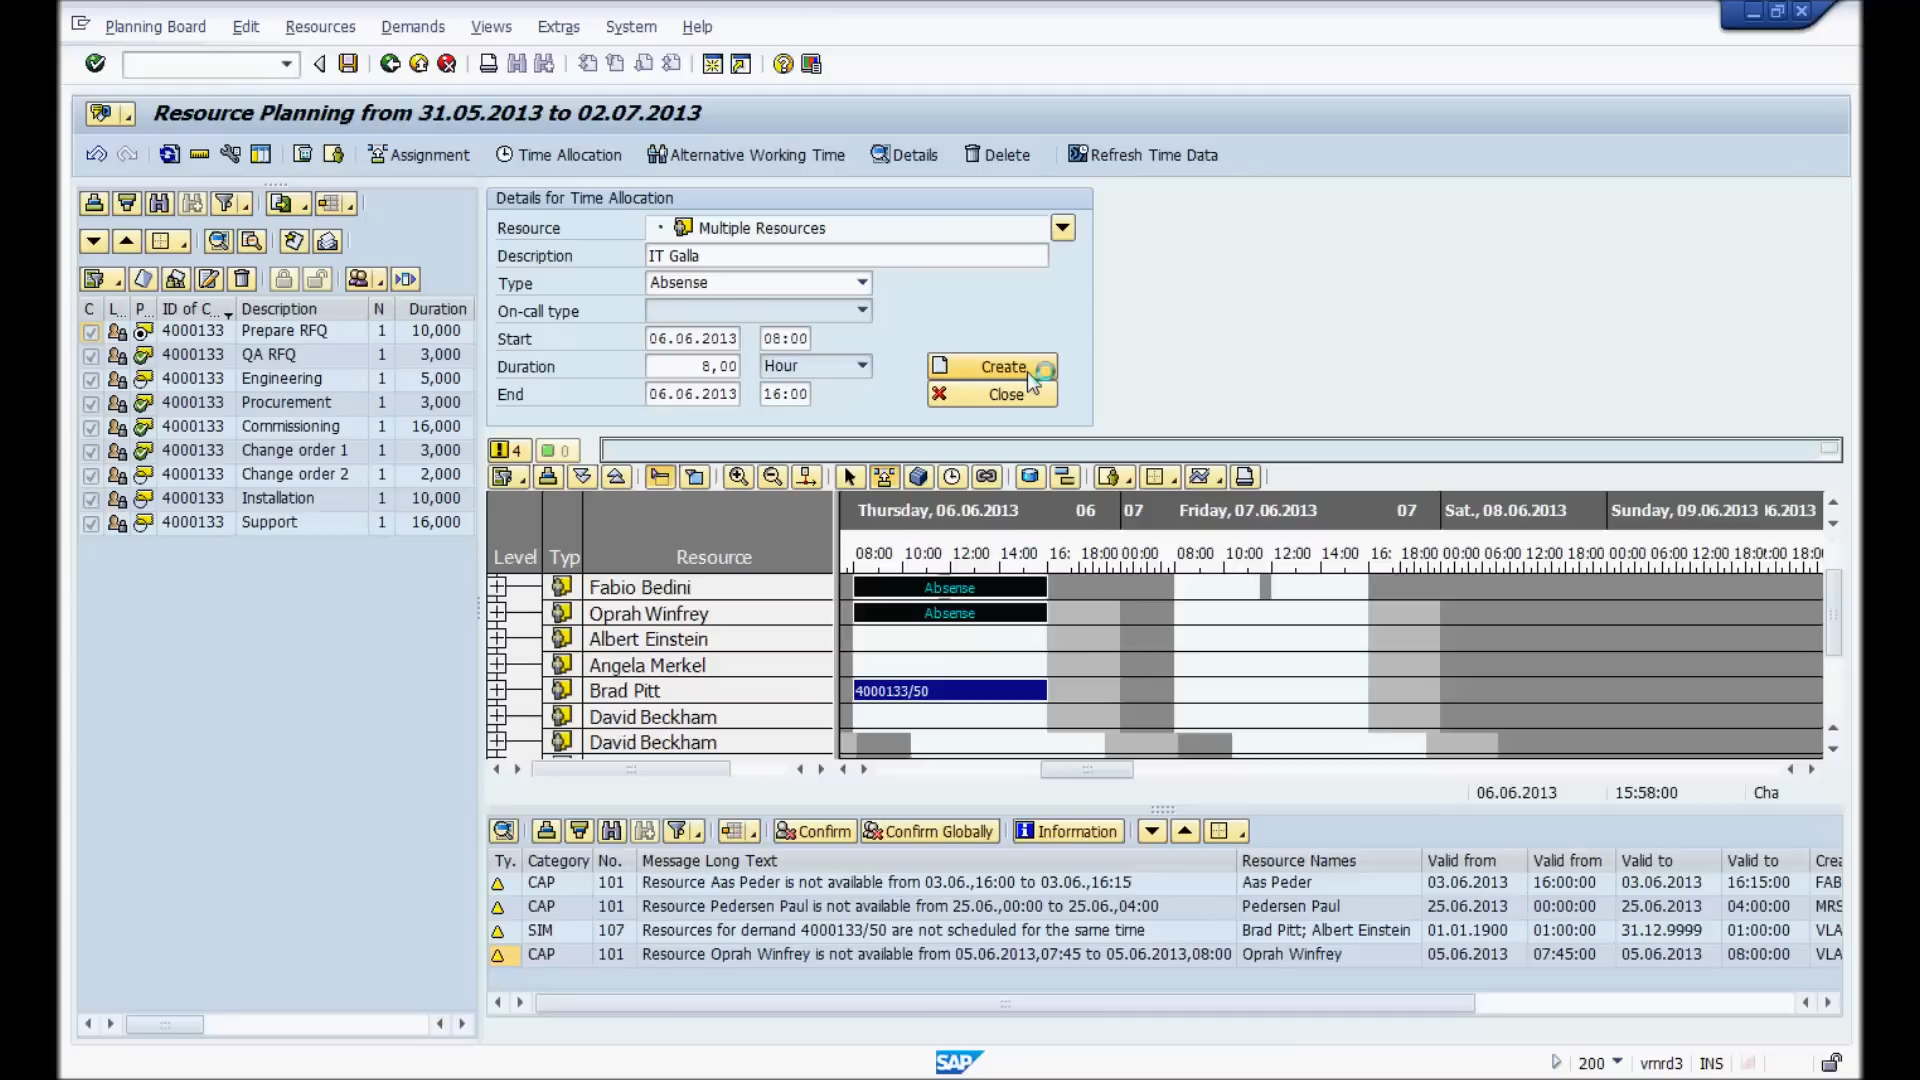 Planning Board Edit Resources Demands Views Extras System Help
Resource Planning from 31.05.2013 to 02.07.2013
Assignment Time Allocation Alternative Working Time Details Delete Refresh Time Data
Details for Time Allocation
Resource Multiple Resources
Description IT Galla
Type Absense
On-call type
Start 06.06.2013 08:00
Duration 8,00 Hour
End 06.06.2013 16:00
Create
Close
C L.. P... ID of C... Description N Duration
4000133 Prepare RFQ 1 10,000
4000133 QA RFQ 1 3,000
4000133 Engineering 1 5,000
4000133 Procurement 1 3,000
4000133 Commissioning 1 16,000
4000133 Change order 1 1 3,000
4000133 Change order 2 1 2,000
4000133 Installation 1 10,000
4000133 Support 1 16,000
4 0
Thursday, 06.06.2013 06 07 Friday, 07.06.2013 07 Sat., 08.06.2013 Sunday, 09.06.2013
Level Typ Resource
08:00 10:00 12:00 14:00 16: 18:00 00:00 08:00 10:00 12:00 14:00 16: 18:00 00:00 06:00 12:00 18:00 00:00 06:00 12:00
Fabio Bedini Absense
Oprah Winfrey Absense
Albert Einstein
Angela Merkel
Brad Pitt 4000133/50
David Beckham
David Beckham
06.06.2013 15:58:00 Cha
Confirm Confirm Globally Information
Ty. Category No. Message Long Text Resource Names Valid from Valid from Valid to Valid to Crea
CAP 101 Resource Aas Peder is not available from 03.06.,16:00 to 03.06.,16:15 Aas Peder 03.06.2013 16:00:00 03.06.2013 16:15:00 FAB
CAP 101 Resource Pedersen Paul is not available from 25.06.,00:00 to 25.06.,04:00 Pedersen Paul 25.06.2013 00:00:00 25.06.2013 04:00:00 MRS
SIM 107 Resources for demand 4000133/50 are not scheduled for the same time Brad Pitt; Albert Einstein 01.01.1900 01:00:00 31.12.9999 01:00:00 VLA
CAP 101 Resource Oprah Winfrey is not available from 05.06.2013,07:45 to 05.06.2013,08:00 Oprah Winfrey 05.06.2013 07:45:00 05.06.2013 08:00:00 VLA
SAP 200 vmrd3 INS